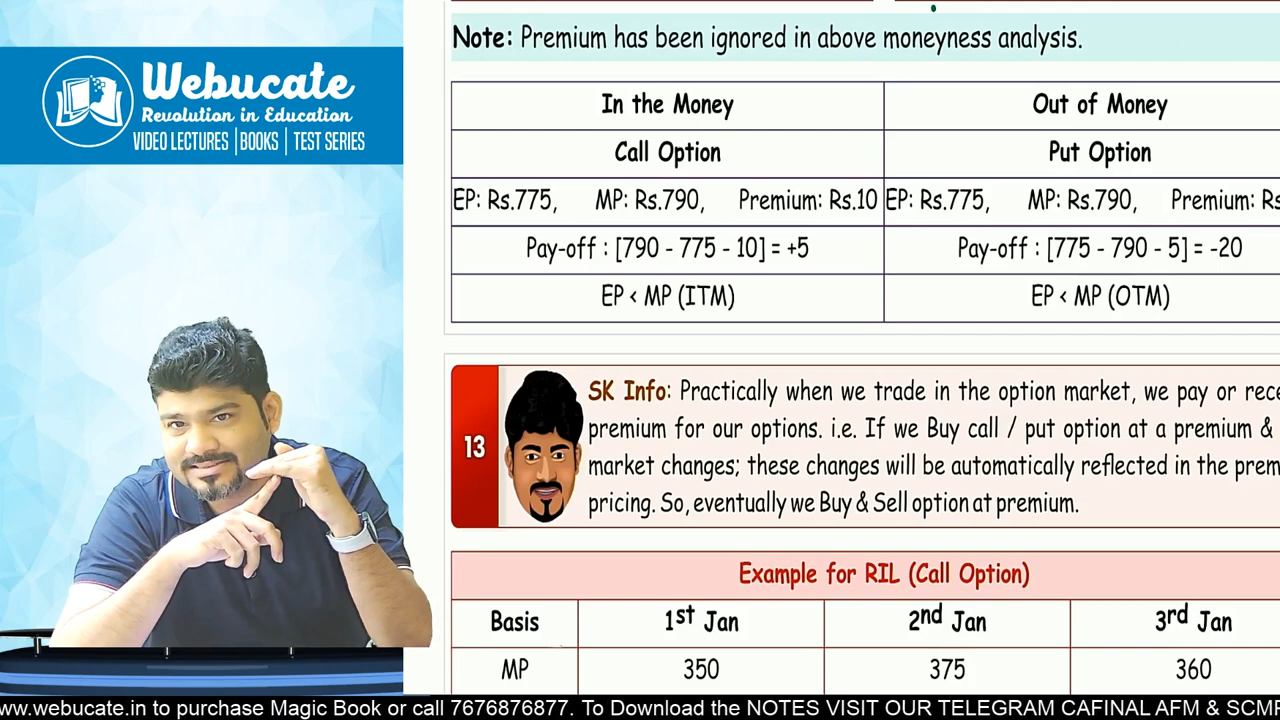 Webucate
Revolution in Education
VIDEO LECTURES | BOOKS | TEST SERIES
Note: Premium has been ignored in above moneyness analysis.
In the Money
Out of Money
Call Option
Put Option
EP: Rs.775, MP: Rs.790, Premium: Rs.10
EP: Rs.775, MP: Rs.790, Premium: Rs
Pay-off : [790 - 775 - 10] = +5
Pay-off : [775 - 790 - 5] = -20
EP < MP (ITM)
EP < MP (OTM)
13
SK Info: Practically when we trade in the option market, we pay or rece
premium for our options. i.e. If we Buy call / put option at a premium &
market changes; these changes will be automatically reflected in the prem
pricing. So, eventually we Buy & Sell option at premium.
Example for RIL (Call Option)
Basis 1st Jan 2nd Jan 3rd Jan
MP 350 375 360
ww.webucate.in to purchase Magic Book or call 7676876877. To Download the NOTES VISIT OUR TELEGRAM CAFINAL AFM & SCMP